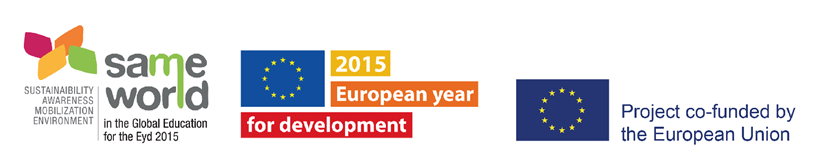 SUSTAINABILITY
AWARENESS
MOBILIZATION
ENVIRONMENT
same
world
in the Global Education
for the Eyd 2015
2015
European year
for development
Project co-funded by
the European Union